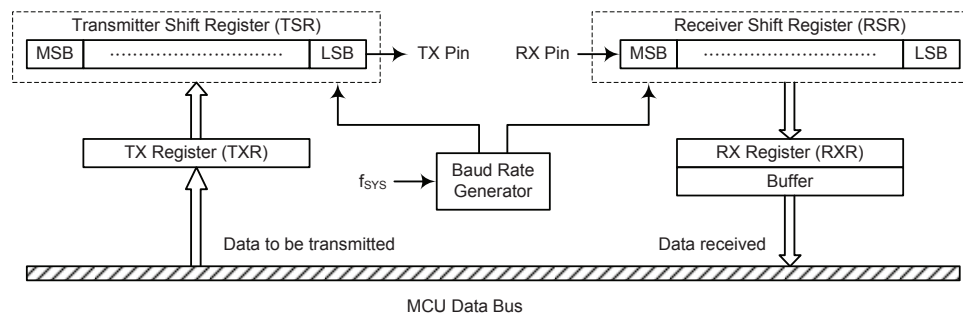 Transmitter Shift Register (TSR)
Receiver Shift Register (RSR)
MSB
LSB
TX Pin
RX Pin
MSB
LSB
TX Register (TXR)
RX Register (RXR)
Buffer
fSYS
Baud Rate
Generator
Data to be transmitted
Data received
MCU Data Bus